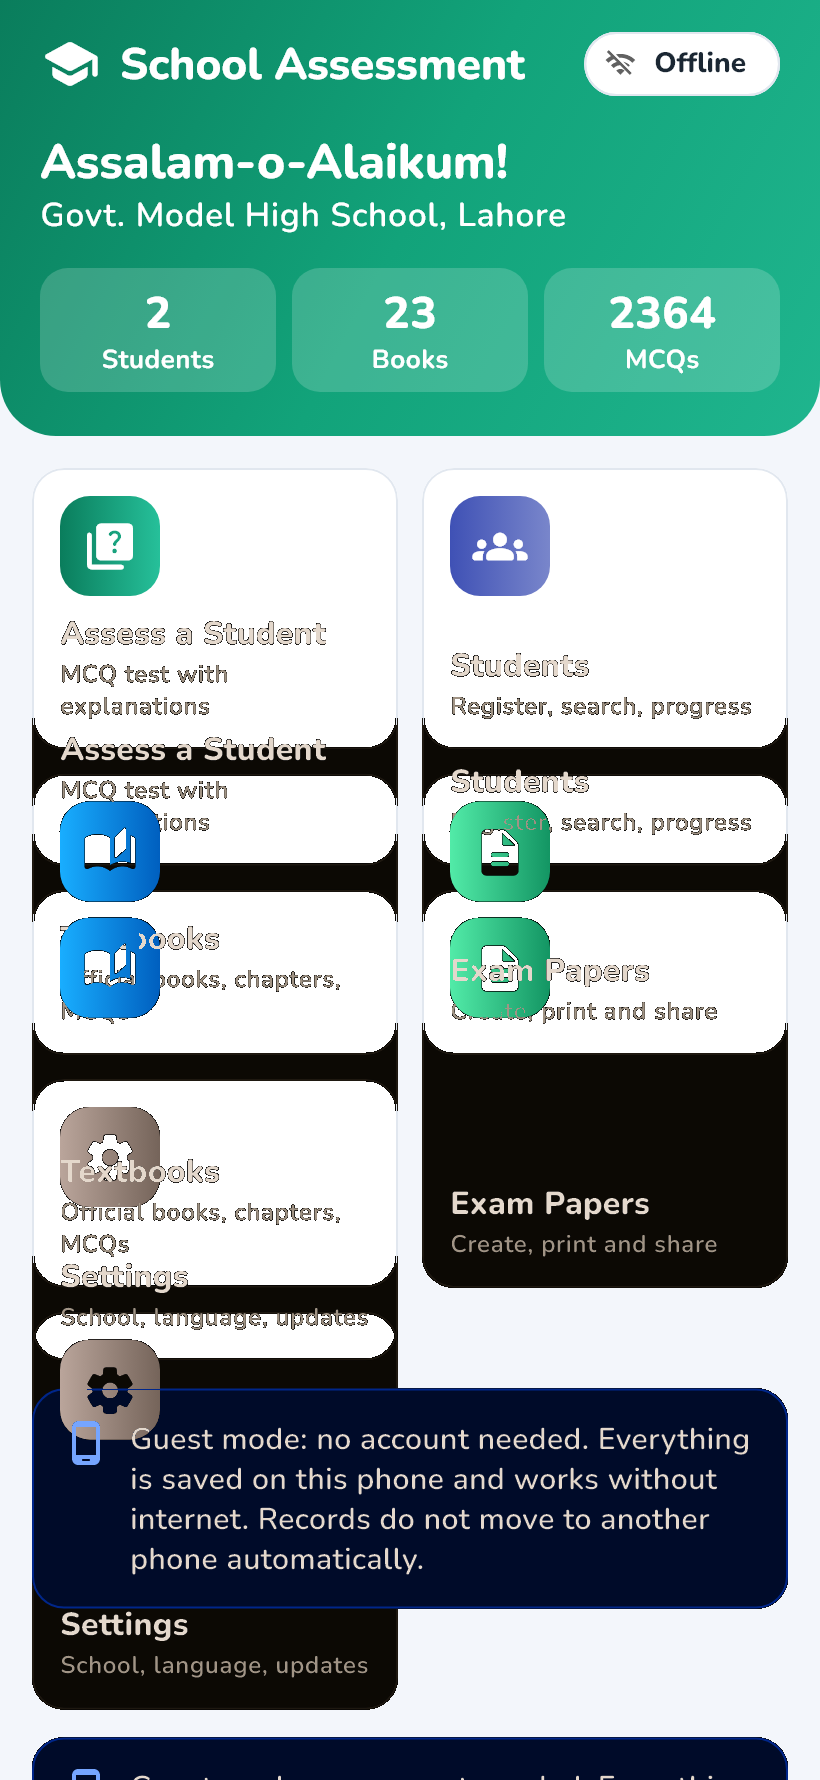 School Assessment
Offline
Assalam-o-Alaikum!
Govt. Model High School, Lahore
2
Students
23
Books
2364
MCQs
Assess a Student
MCQ test with
explanations
Students
Register, search, progress
Assess a Student
MCQ test with
Students
search, progress
books, chapters,
Exam Papers
print and share
Textbooks
Official books, chapters,
MCQs
Exam Papers
Create, print and share
Settings
School, language, updates
Guest mode: no account needed. Everything
is saved on this phone and works without
internet. Records do not move to another
phone automatically.
Settings
School, language, updates